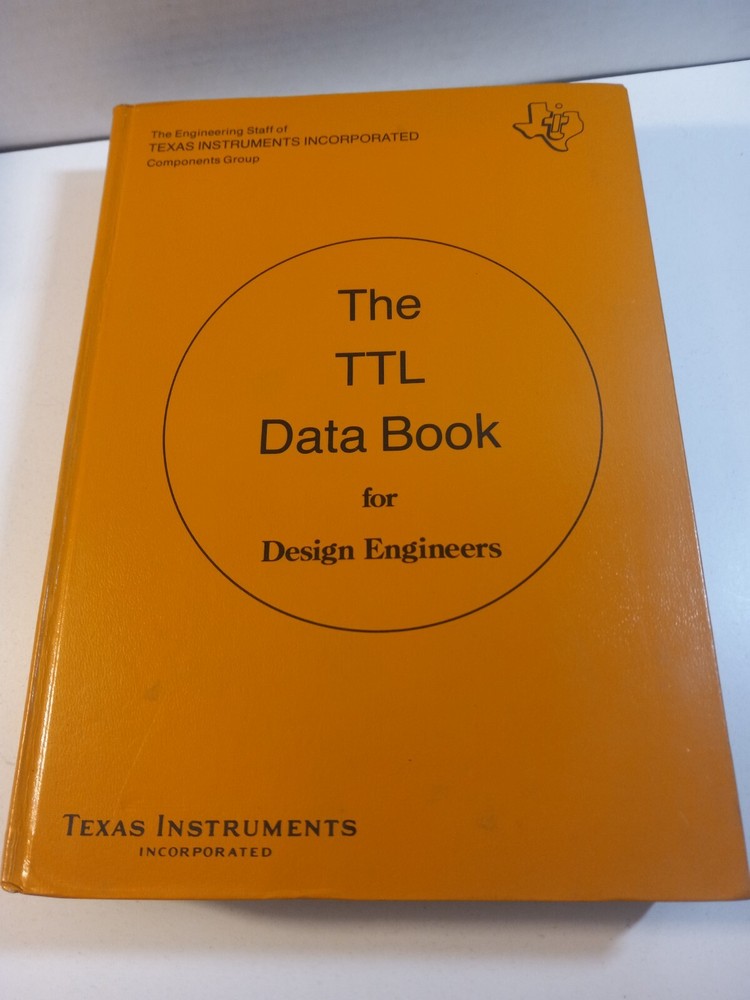 The Engineering Staff of
TEXAS INSTRUMENTS INCORPORATED
Components Group
The
TTL
Data Book
for
Design Engineers
TEXAS INSTRUMENTS
INCORPORATED